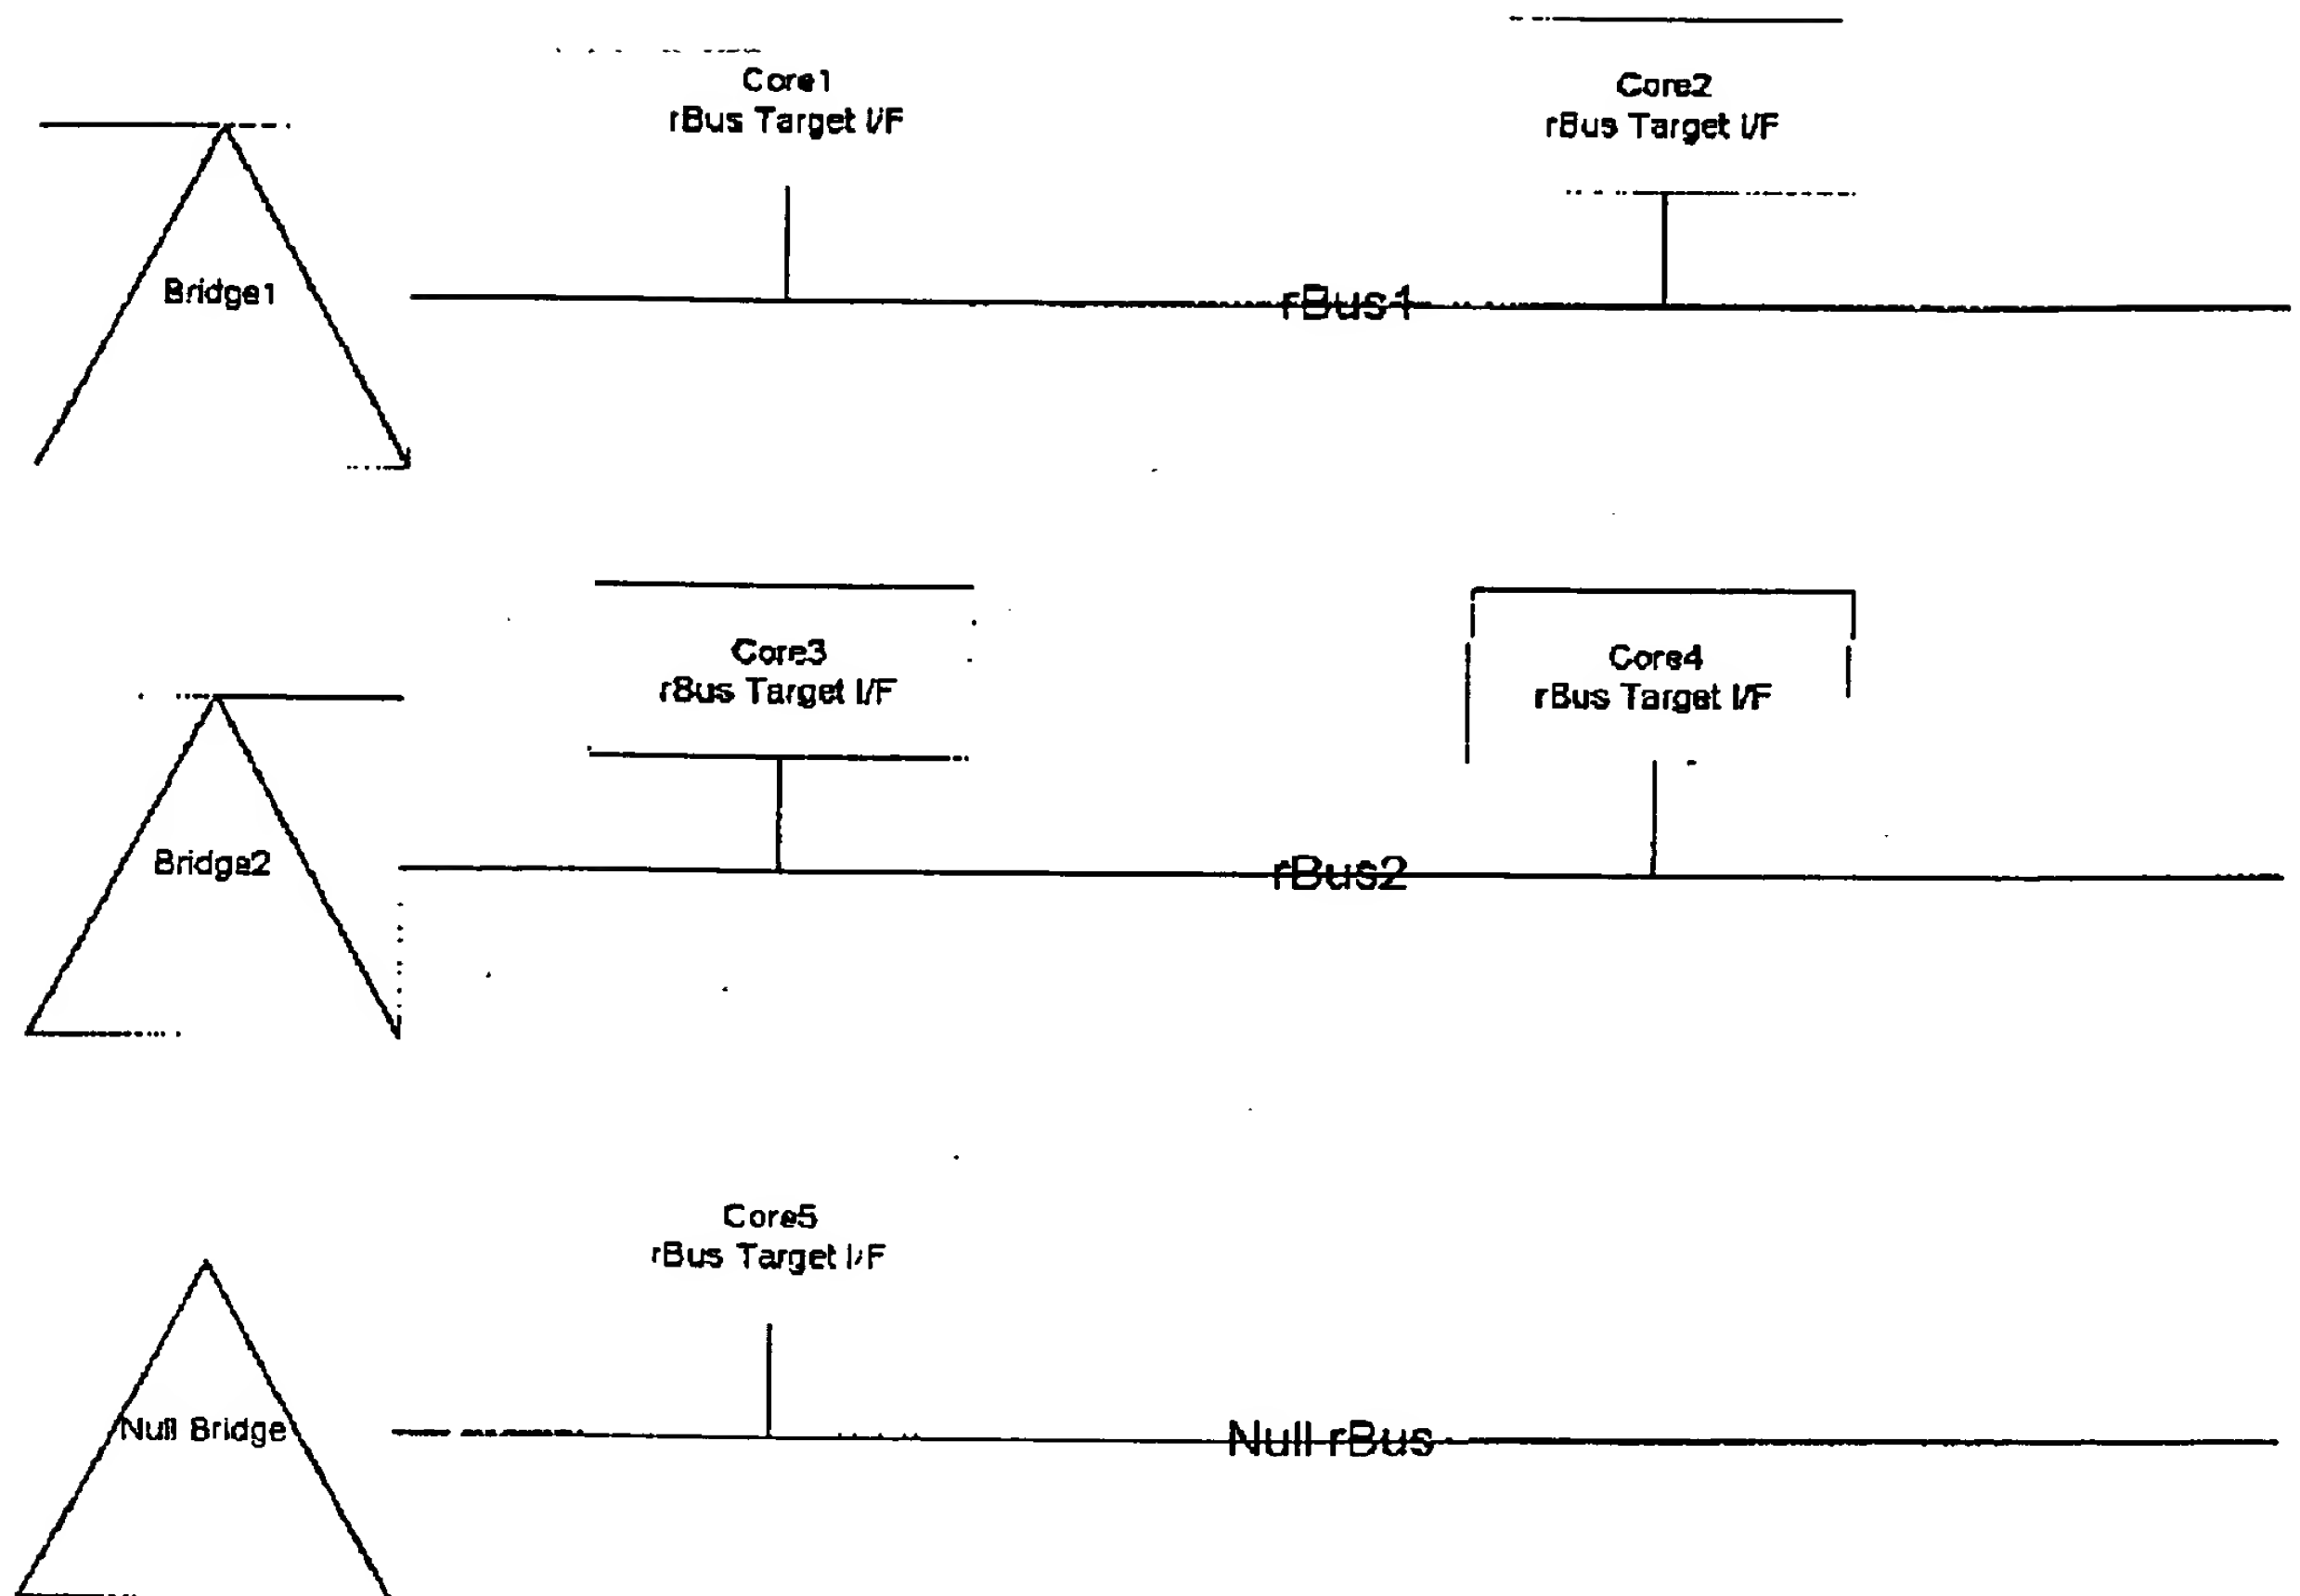 Core1
rBus Target I/F
Core2
rBus Target I/F
Bridge1
rBus1
Core3
rBus Target I/F
Core4
rBus Target I/F
Bridge2
rBus2
Core5
rBus Target I/F
Null Bridge
Null rBus